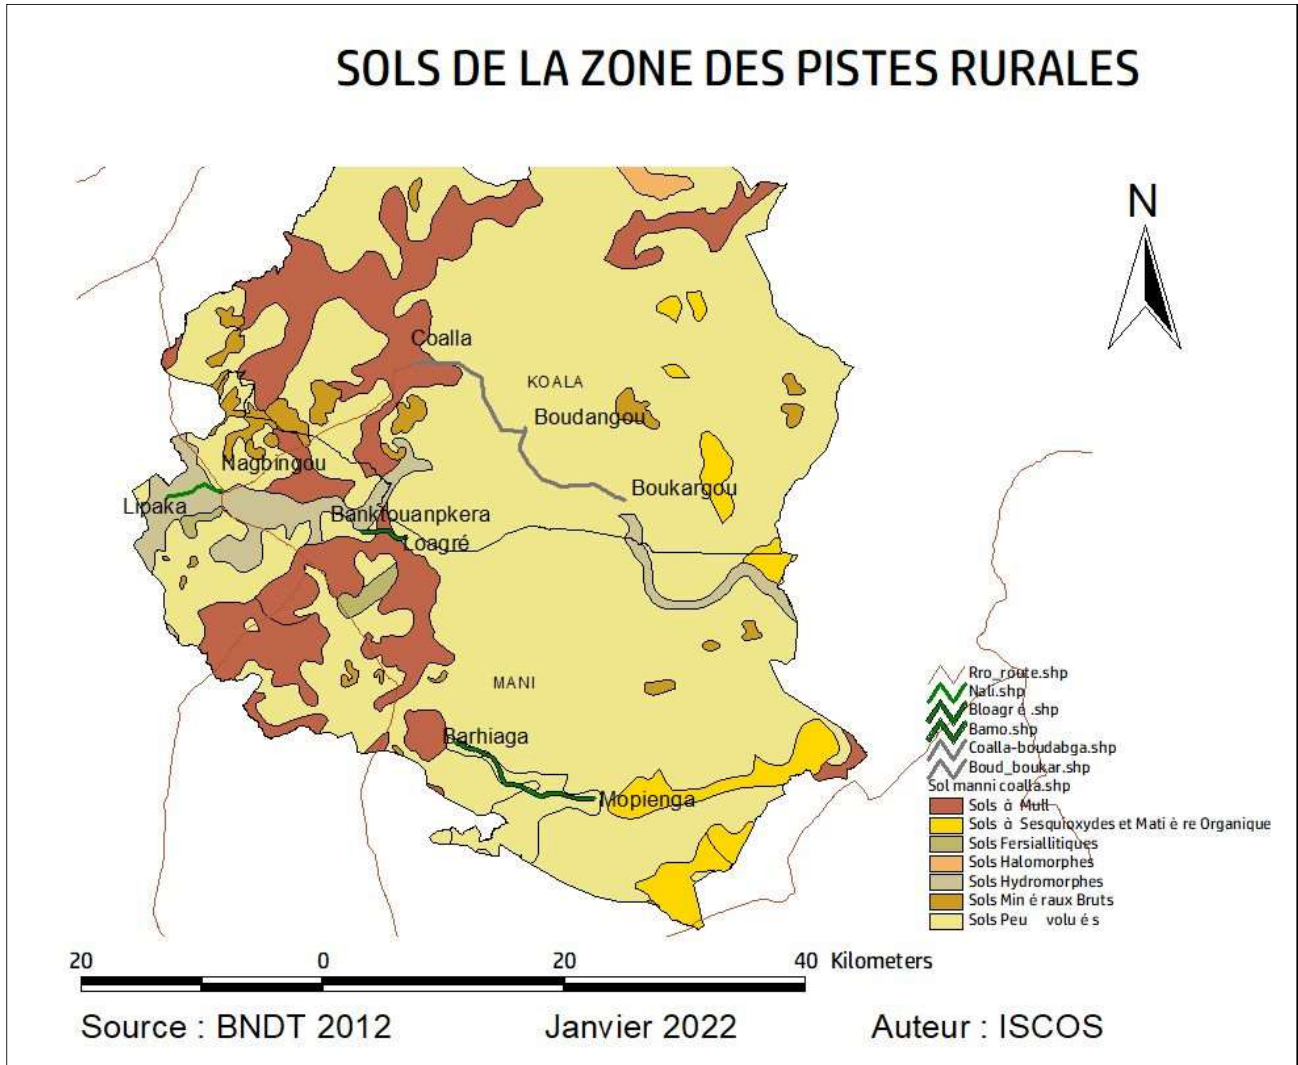 SOLS DE LA ZONE DES PISTES RURALES
N
Coalla
KOALA
Boudangou
Nagbingou
Boukargou
Lipaka
Banktouanpkera
Loagré
MANI
Barhiaga
Mopienga
Rro_route.shp
Nali.shp
Bloagr é .shp
Bamo.shp
Coalla-boudabga.shp
Boud_boukar.shp
Sol manni coalla.shp
Sols à Mull
Sols à Sesquioxydes et Mati è re Organique
Sols Fersiallitiques
Sols Halomorphes
Sols Hydromorphes
Sols Min é raux Bruts
Sols Peu volu é s
20 0 20 40 Kilometers
Source : BNDT 2012 Janvier 2022 Auteur : ISCOS